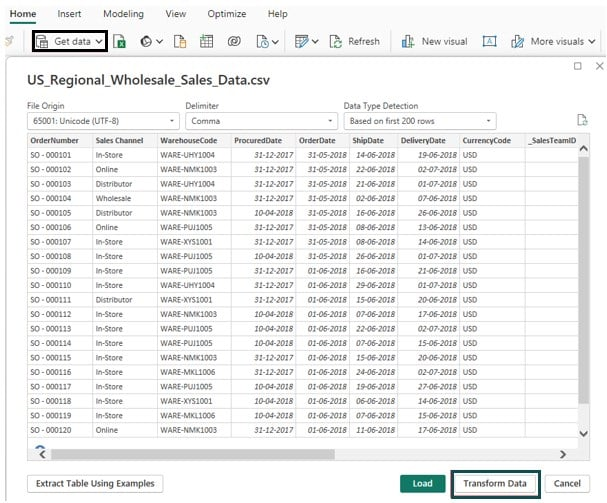 Home Insert Modeling View Optimize Help
Get data Refresh New visual More visuals
US_Regional_Wholesale_Sales_Data.csv
File Origin Delimiter Data Type Detection
65001: Unicode (UTF-8) Comma Based on first 200 rows
OrderNumber Sales Channel WarehouseCode ProcuredDate OrderDate ShipDate DeliveryDate CurrencyCode _SalesTeamID
SO - 000101 In-Store WARE-UHY1004 31-12-2017 31-05-2018 14-06-2018 19-06-2018 USD
SO - 000102 Online WARE-NMK1003 31-12-2017 31-05-2018 22-06-2018 02-07-2018 USD
SO - 000103 Distributor WARE-UHY1004 31-12-2017 31-05-2018 21-06-2018 01-07-2018 USD
SO - 000104 Wholesale WARE-NMK1003 31-12-2017 31-05-2018 02-06-2018 07-06-2018 USD
SO - 000105 Distributor WARE-NMK1003 10-04-2018 31-05-2018 16-06-2018 26-06-2018 USD
SO - 000106 Online WARE-PUJ1005 31-12-2017 31-05-2018 08-06-2018 13-06-2018 USD
SO - 000107 In-Store WARE-XYS1001 31-12-2017 31-05-2018 08-06-2018 14-06-2018 USD
SO - 000108 In-Store WARE-PUJ1005 10-04-2018 31-05-2018 26-06-2018 01-07-2018 USD
SO - 000109 In-Store WARE-PUJ1005 31-12-2017 01-06-2018 16-06-2018 21-06-2018 USD
SO - 000110 In-Store WARE-UHY1004 31-12-2017 01-06-2018 29-06-2018 01-07-2018 USD
SO - 000111 Distributor WARE-XYS1001 31-12-2017 01-06-2018 15-06-2018 20-06-2018 USD
SO - 000112 In-Store WARE-NMK1003 10-04-2018 01-06-2018 07-06-2018 17-06-2018 USD
SO - 000113 In-Store WARE-PUJ1005 10-04-2018 01-06-2018 22-06-2018 02-07-2018 USD
SO - 000114 In-Store WARE-PUJ1005 10-04-2018 01-06-2018 07-06-2018 15-06-2018 USD
SO - 000115 In-Store WARE-NMK1003 31-12-2017 01-06-2018 15-06-2018 20-06-2018 USD
SO - 000116 In-Store WARE-MKL1006 31-12-2017 01-06-2018 24-06-2018 02-07-2018 USD
SO - 000117 In-Store WARE-PUJ1005 10-04-2018 01-06-2018 19-06-2018 27-06-2018 USD
SO - 000118 In-Store WARE-XYS1001 10-04-2018 01-06-2018 06-06-2018 14-06-2018 USD
SO - 000119 In-Store WARE-MKL1006 10-04-2018 01-06-2018 07-06-2018 15-06-2018 USD
SO - 000120 Online WARE-NMK1003 31-12-2017 01-06-2018 11-06-2018 17-06-2018 USD
Extract Table Using Examples Load Transform Data Cancel